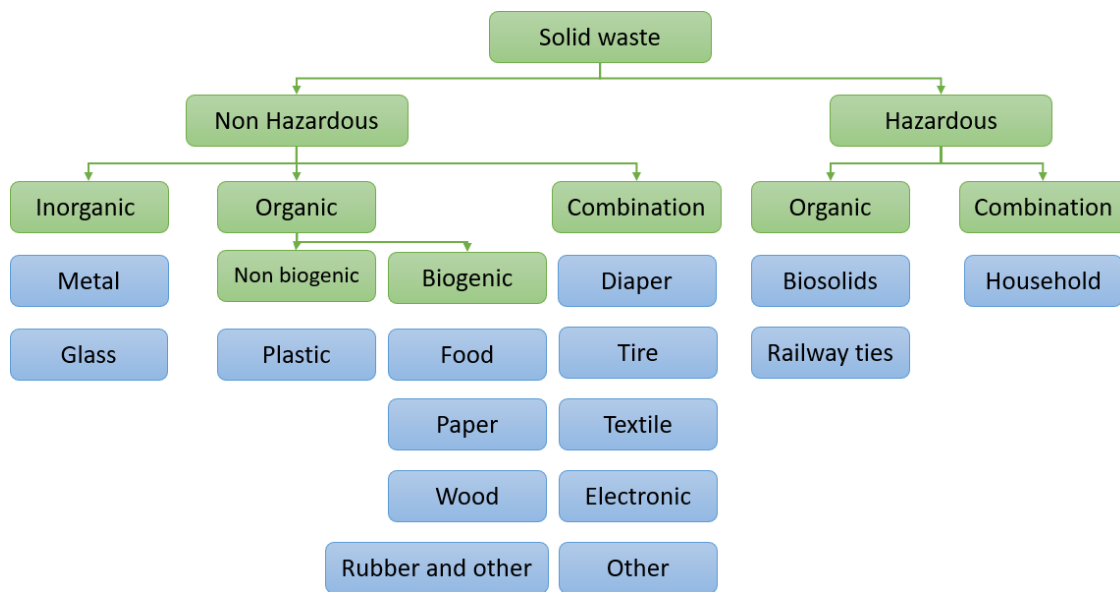 Solid waste
Non Hazardous
Hazardous
Inorganic
Organic
Combination
Organic
Combination
Non biogenic
Biogenic
Metal
Diaper
Biosolids
Household
Glass
Plastic
Food
Tire
Railway ties
Paper
Textile
Wood
Electronic
Rubber and other
Other